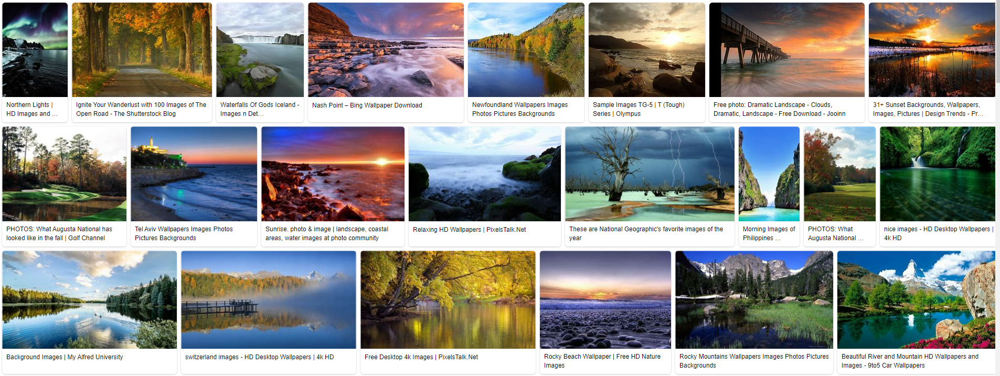 Northern Lights |
HD Images and ...
Ignite Your Wanderlust with 100 Images of The
Open Road - The Shutterstock Blog
Waterfalls Of Gods Iceland -
Images n Det...
Nash Point – Bing Wallpaper Download
Newfoundland Wallpapers Images
Photos Pictures Backgrounds
Sample Images TG-5 | T (Tough)
Series | Olympus
Free photo: Dramatic Landscape - Clouds,
Dramatic, Landscape - Free Download - Jooinn
31+ Sunset Backgrounds, Wallpapers,
Images, Pictures | Design Trends - Pr...
PHOTOS: What Augusta National has
looked like in the fall | Golf Channel
Tel Aviv Wallpapers Images Photos
Pictures Backgrounds
Sunrise. photo & image | landscape, coastal
areas, water images at photo community
Relaxing HD Wallpapers | PixelsTalk.Net
These are National Geographic's favorite images of the
year
Morning Images of
Philippines ...
PHOTOS: What
Augusta National ...
nice images - HD Desktop Wallpapers |
4k HD
Background Images | My Alfred University
switzerland images - HD Desktop Wallpapers | 4k HD
Free Desktop 4k Images | PixelsTalk.Net
Rocky Beach Wallpaper | Free HD Nature
Images
Rocky Mountains Wallpapers Images Photos Pictures
Backgrounds
Beautiful River and Mountain HD Wallpapers and
Images - 9to5 Car Wallpapers